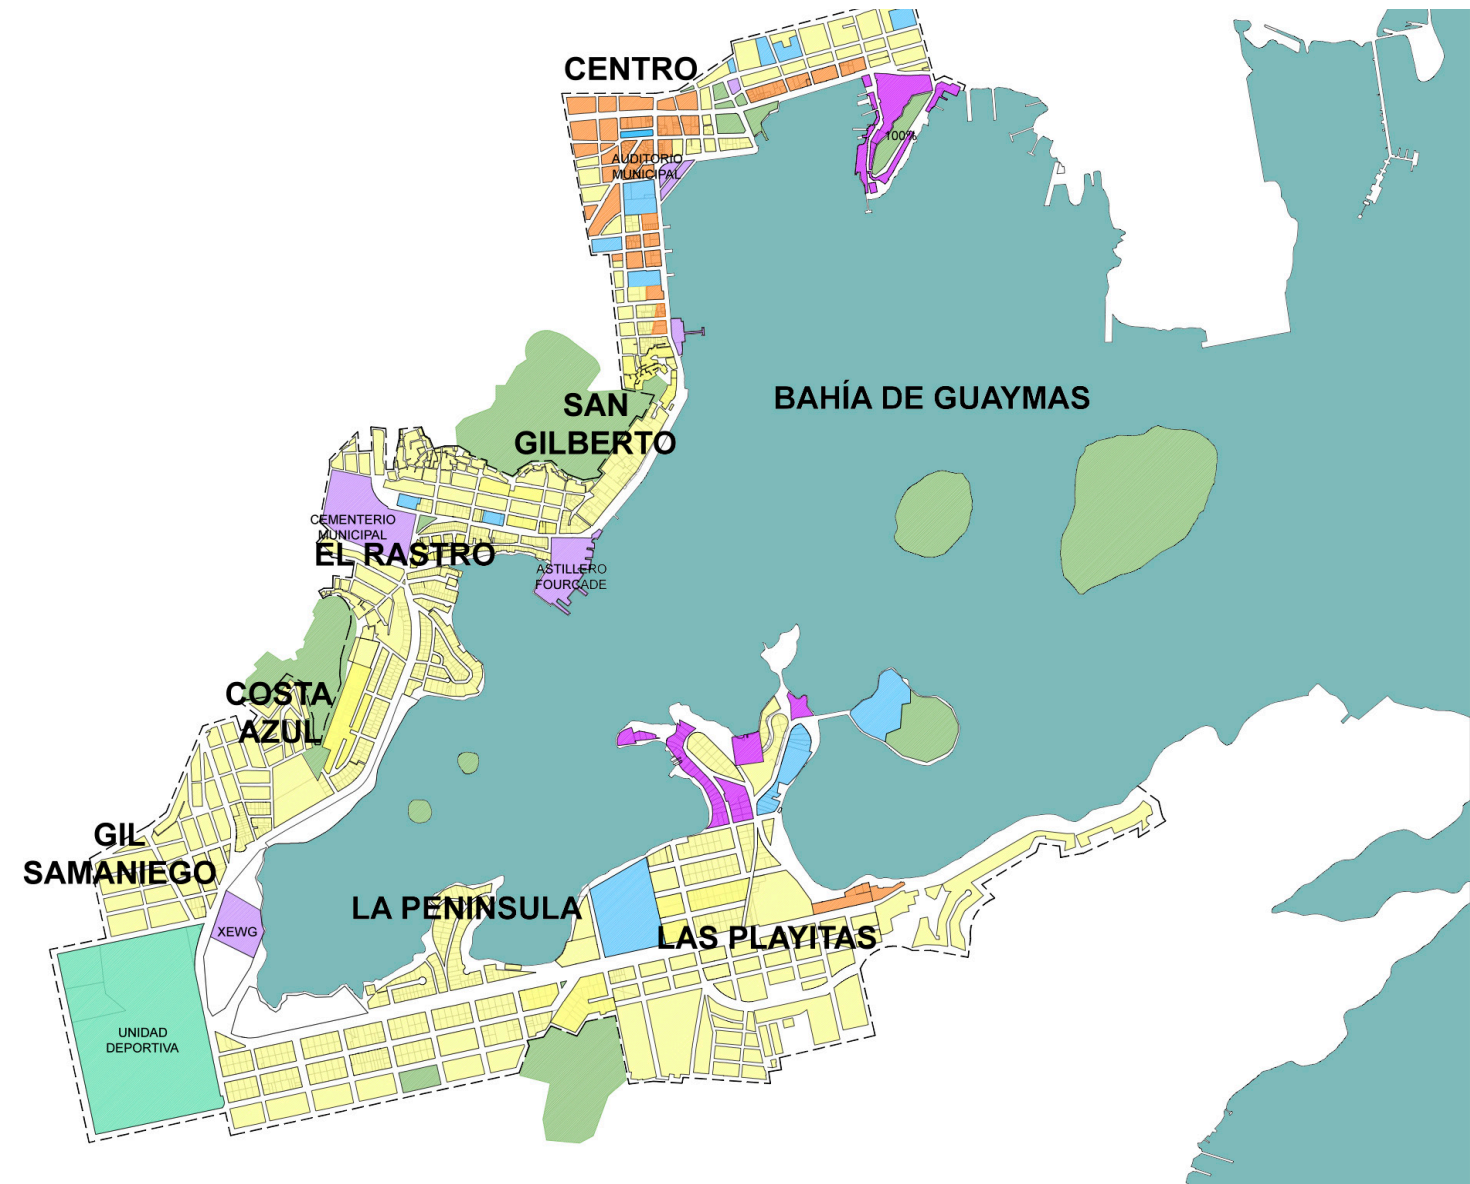 CENTRO
100%
AUDITORIO
MUNICIPAL
BAHÍA DE GUAYMAS
SAN
GILBERTO
CEMENTERIO
MUNICIPAL
EL RASTRO
ASTILLERO
FOURCADE
COSTA
AZUL
GIL
SAMANIEGO
LA PENINSULA
XEWG
LAS PLAYITAS
UNIDAD
DEPORTIVA